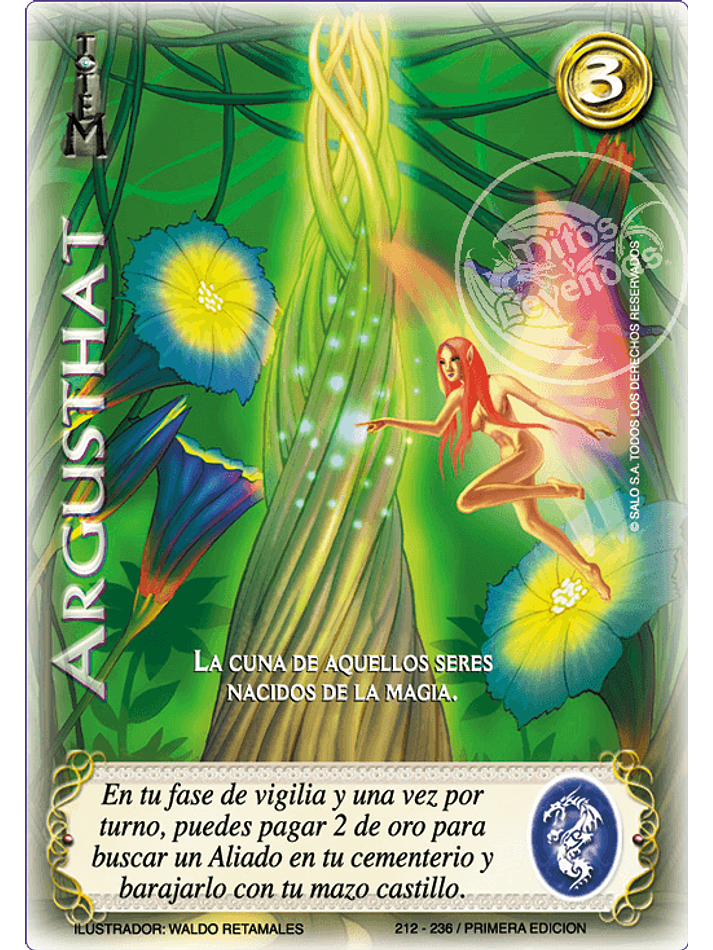 TOTEM
3
ARGUSTHAT
Mitos
y
Leyendas
© SALO S.A. TODOS LOS DERECHOS RESERVADOS
LA CUNA DE AQUELLOS SERES
NACIDOS DE LA MAGIA.
En tu fase de vigilia y una vez por
turno, puedes pagar 2 de oro para
buscar un Aliado en tu cementerio y
barajarlo con tu mazo castillo.
ILUSTRADOR: WALDO RETAMALES
212 - 236 / PRIMERA EDICION